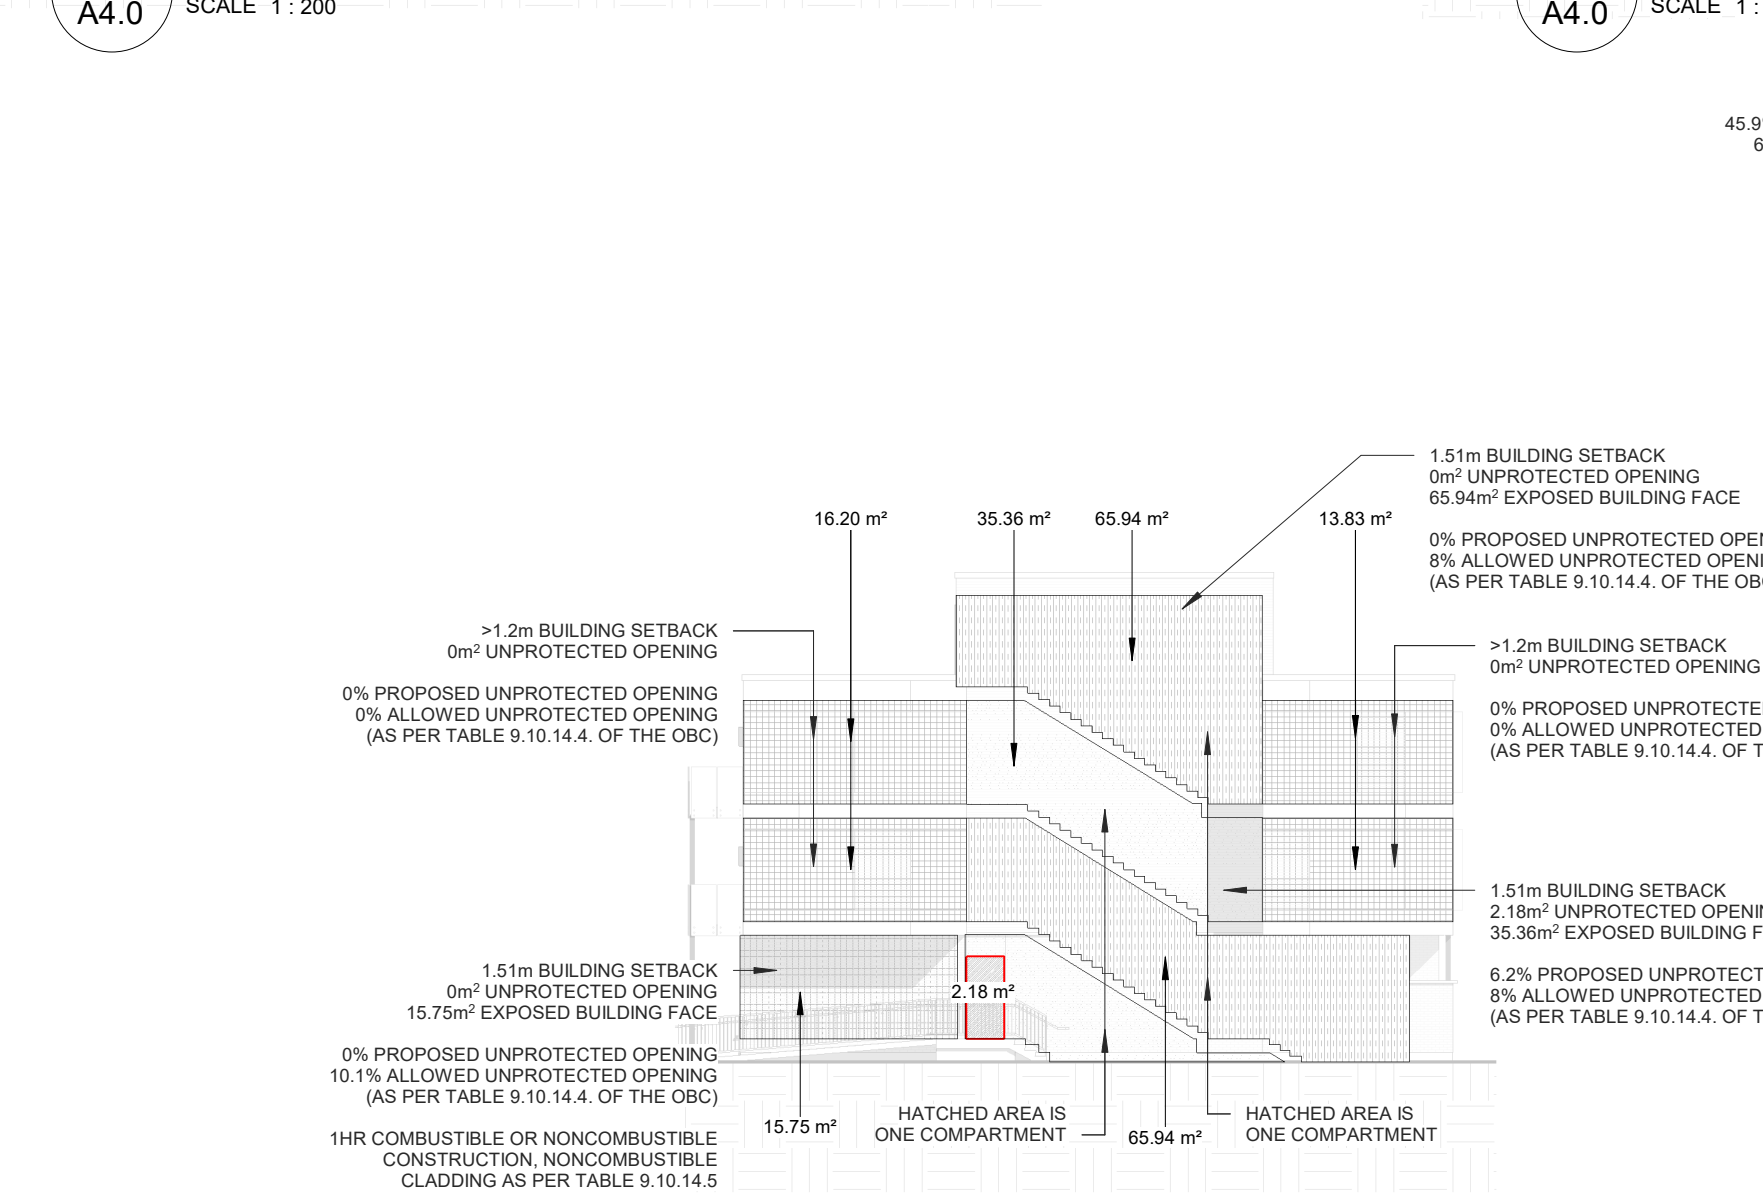 A4.0
SCALE 1 : 200
A4.0
SCALE 1 :
45.9
6
1.51m BUILDING SETBACK
0m² UNPROTECTED OPENING
65.94m² EXPOSED BUILDING FACE
0% PROPOSED UNPROTECTED
8% ALLOWED UNPROTECTED
(AS PER TABLE 9.10.14.4. OF THE
16.20 m²
35.36 m²
65.94 m²
13.83 m²
>1.2m BUILDING SETBACK
0m² UNPROTECTED OPENING
0% PROPOSED UNPROTECTED OPENING
0% ALLOWED UNPROTECTED OPENING
(AS PER TABLE 9.10.14.4. OF THE OBC)
>1.2m BUILDING SETBACK
0m² UNPROTECTED OPENING
0% PROPOSED
0% ALLOWED UNPROTECTED
(AS PER TABLE 9.10.14.4. OF
1.51m BUILDING SETBACK
2.18m² UNPROTECTED
35.36m² EXPOSED BUILDING
6.2% PROPOSED
8% ALLOWED UNPROTECTED
(AS PER TABLE 9.10.14.4. OF
1.51m BUILDING SETBACK
0m² UNPROTECTED OPENING
15.75m² EXPOSED BUILDING FACE
0% PROPOSED UNPROTECTED OPENING
10.1% ALLOWED UNPROTECTED OPENING
(AS PER TABLE 9.10.14.4. OF THE OBC)
1HR COMBUSTIBLE OR NONCOMBUSTIBLE
CONSTRUCTION, NONCOMBUSTIBLE
CLADDING AS PER TABLE 9.10.14.5
2.18 m²
15.75 m²
HATCHED AREA IS
ONE COMPARTMENT
65.94 m²
HATCHED AREA IS
ONE COMPARTMENT